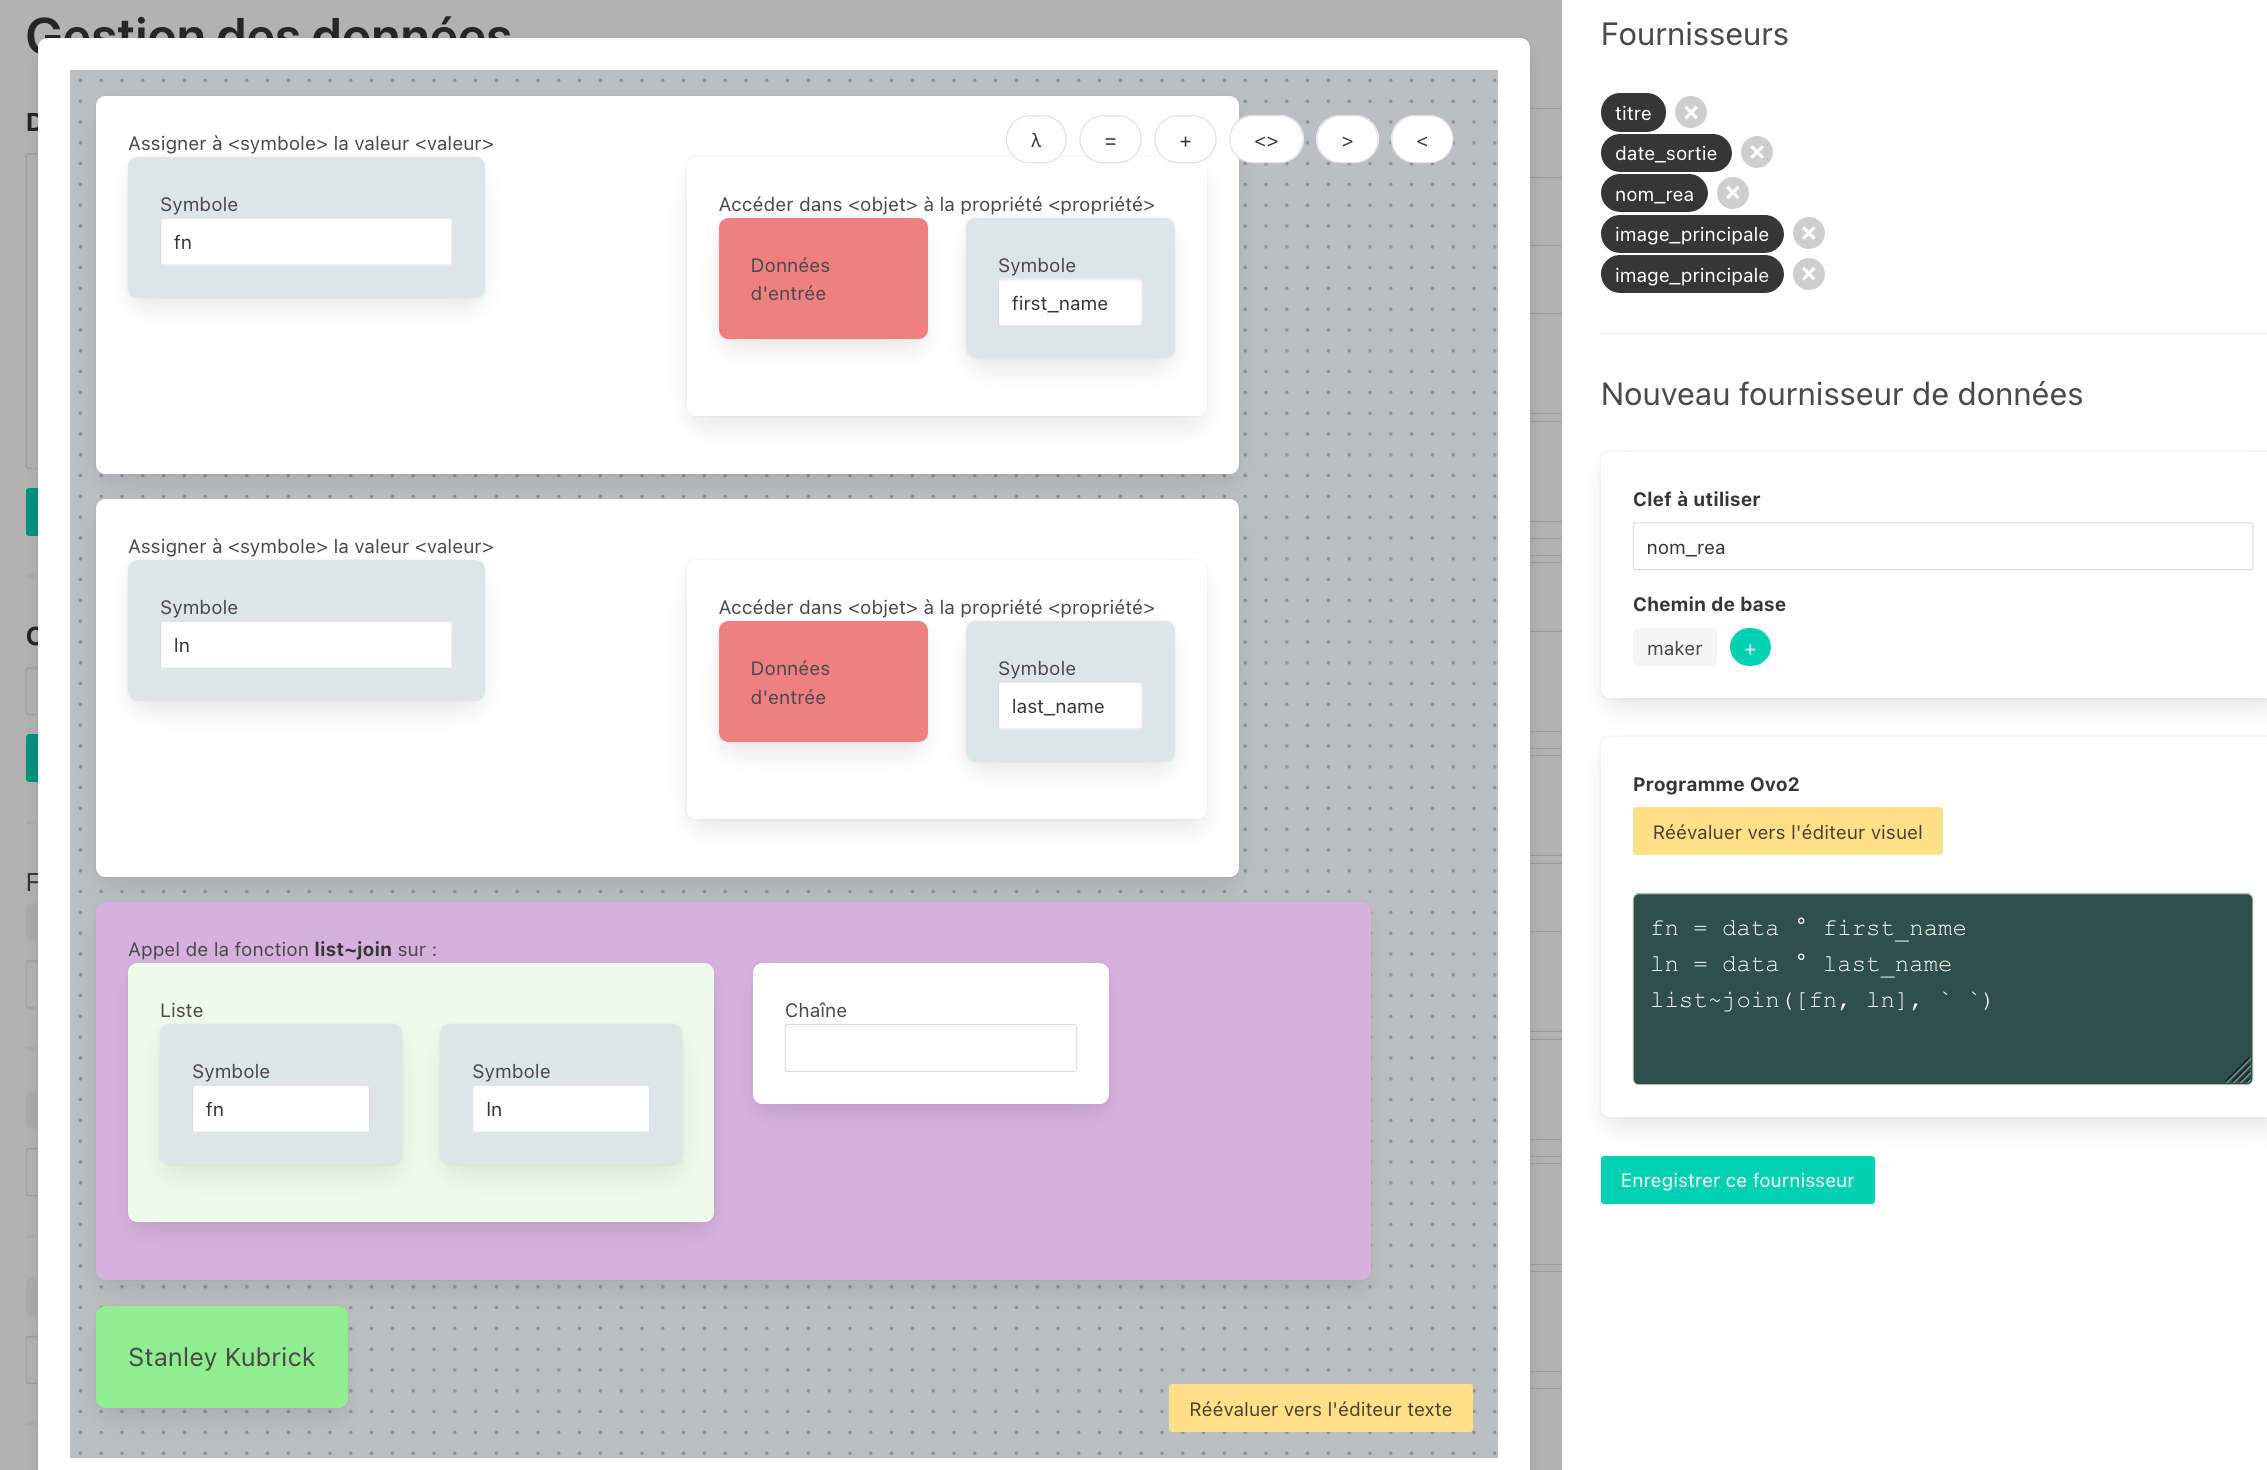 Gestion des données
λ
=
+
<>
>
<
Assigner à <symbole> la valeur <valeur>
Symbole
fn
Accéder dans <objet> à la propriété <propriété>
Données
d'entrée
Symbole
first_name
Assigner à <symbole> la valeur <valeur>
Symbole
ln
Accéder dans <objet> à la propriété <propriété>
Données
d'entrée
Symbole
last_name
Appel de la fonction list~join sur :
Liste
Symbole
fn
Symbole
ln
Chaîne
Stanley Kubrick
Réévaluer vers l'éditeur texte
Fournisseurs
titre
date_sortie
nom_rea
image_principale
image_principale
Nouveau fournisseur de données
Clef à utiliser
nom_rea
Chemin de base
maker +
Programme Ovo2
Réévaluer vers l'éditeur visuel
fn = data ° first_name
ln = data ° last_name
list~join([fn, ln], ` `)
Enregistrer ce fournisseur